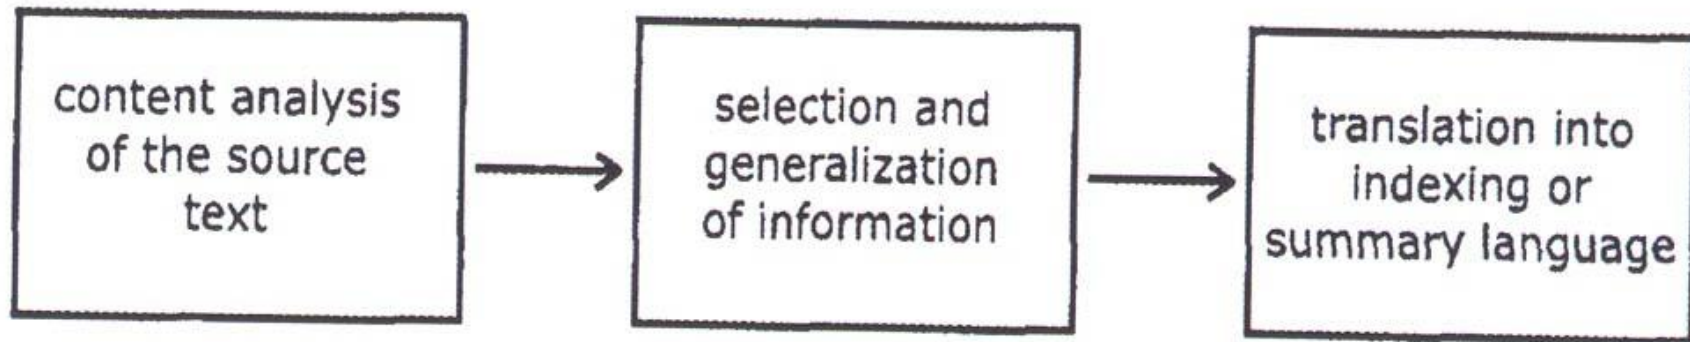 content analysis
of the source
text
selection and
generalization
of information
translation into
indexing or
summary language